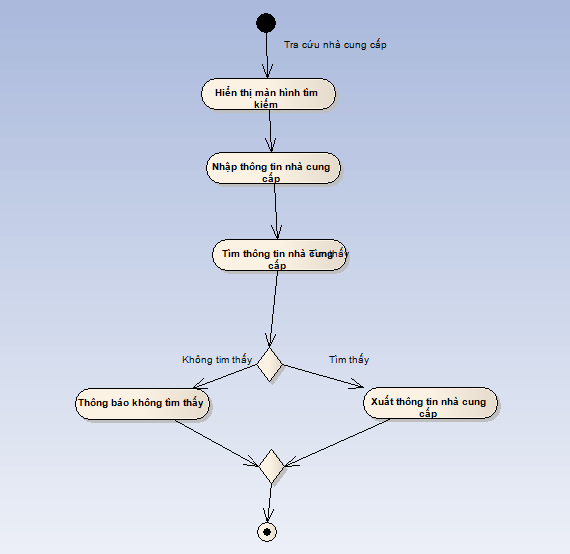 Tra cứu nhà cung cấp
Hiển thị màn hình tìm
kiếm
Nhập thông tin nhà cung
cấp
Tìm thông tin nhà cung
cấp
Tìm thấy
Không tim thấy
Tìm thấy
Thông báo không tìm thấy
Xuất thông tin nhà cung
cấp